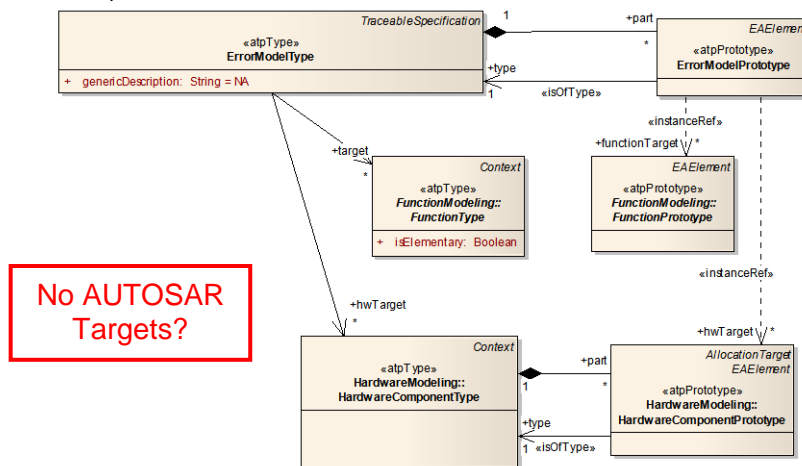 TraceableSpecification
«atpType»
ErrorModelType
+ genericDescription: String = NA
1
+part
*
EAElement
«atpPrototype»
ErrorModelPrototype
+type
1
«isOfType»
«instanceRef»
+functionTarget
*
+target
*
Context
«atpType»
FunctionModeling::
FunctionType
+ isElementary: Boolean
EAElement
«atpPrototype»
FunctionModeling::
FunctionPrototype
No AUTOSAR
Targets?
«instanceRef»
+hwTarget
*
+hwTarget
*
Context
«atpType»
HardwareModeling::
HardwareComponentType
+part
1
*
+type
1
«isOfType»
AllocationTarget
EAElement
«atpPrototype»
HardwareModeling::
HardwareComponentPrototype